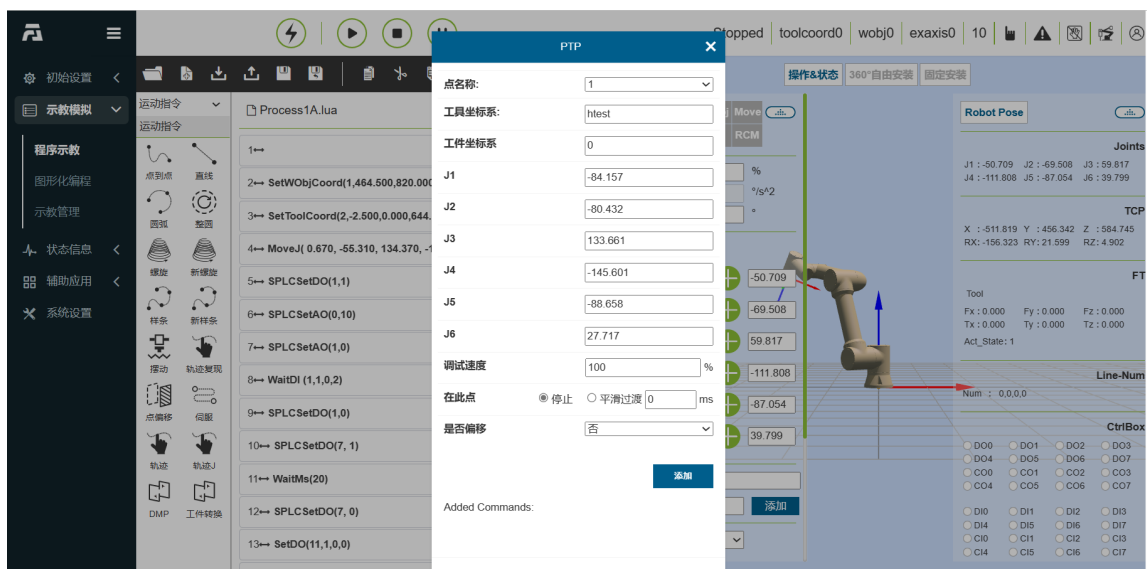 Stopped toolcoord0 wobj0 exaxis0 10
初始设置
示教模拟
程序示教
图形化编程
示教管理
状态信息
辅助应用
系统设置
运动指令
运动指令
点到点 直线
圆弧 整圆
螺旋 新螺旋
样条 新样条
摆动 轨迹复现
点偏移 伺服
轨迹 轨迹J
DMP 工件转换
Process1A.lua
1
2 SetWObjCoord(1,464.500,820.000
3 SetToolCoord(2,-2.500,0.000,644.
4 MoveJ( 0.670, -55.310, 134.370, -1
5 SPLCSetDO(1,1)
6 SPLCSetAO(0,10)
7 SPLCSetAO(1,0)
8 WaitDI (1,1,0,2)
9 SPLCSetDO(1,0)
10 SPLCSetDO(7, 1)
11 WaitMs(20)
12 SPLCSetDO(7, 0)
13 SetDO(11,1,0,0)
PTP
点名称: 1
工具坐标系: htest
工件坐标系 0
J1 -84.157
J2 -80.432
J3 133.661
J4 -145.601
J5 -88.658
J6 27.717
调试速度 100 %
在此点 停止 平滑过渡 0 ms
是否偏移 否
添加
Added Commands:
操作&状态 360°自由安装 固定安装
Move
RCM
%
°/s^2
°
-50.709
-69.508
59.817
-111.808
-87.054
39.799
添加
Robot Pose
Joints
J1 : -50.709 J2 : -69.508 J3 : 59.817
J4 : -111.808 J5 : -87.054 J6 : 39.799
TCP
X : -511.819 Y : 456.342 Z : 584.745
RX: -156.323 RY: 21.599 RZ: 4.902
FT
Tool
Fx : 0.000 Fy : 0.000 Fz : 0.000
Tx : 0.000 Ty : 0.000 Tz : 0.000
Act_State: 1
Line-Num
Num : 0,0,0,0
CtrlBox
DO0 DO1 DO2 DO3
DO4 DO5 DO6 DO7
CO0 CO1 CO2 CO3
CO4 CO5 CO6 CO7
DI0 DI1 DI2 DI3
DI4 DI5 DI6 DI7
CI0 CI1 CI2 CI3
CI4 CI5 CI6 CI7